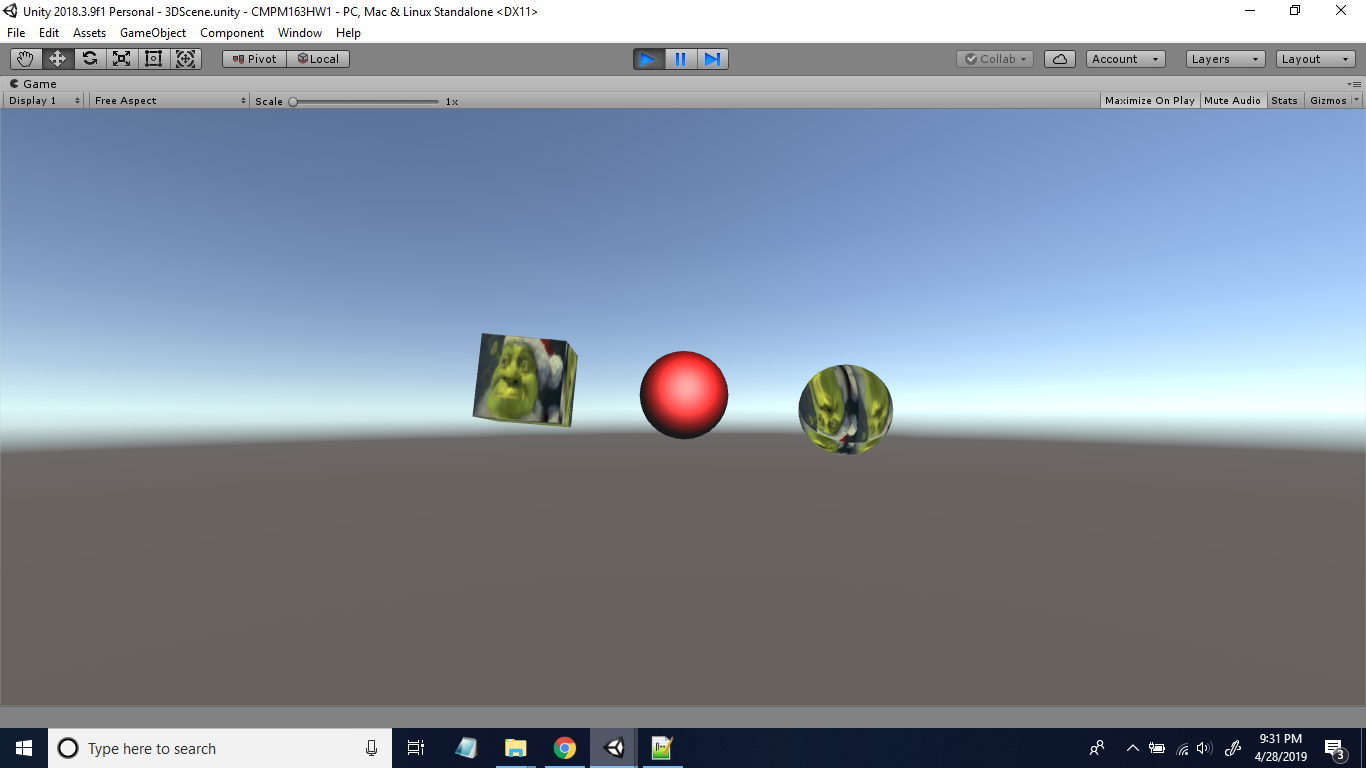 Unity 2018.3.9f1 Personal - 3DScene.unity - CMPM163HW1 - PC, Mac & Linux Standalone <DX11>
File Edit Assets GameObject Component Window Help
Pivot Local Collab Account Layers Layout
Game
Display 1 Free Aspect Scale 1x Maximize On Play Mute Audio Stats Gizmos
Type here to search
9:31 PM
4/28/2019
3